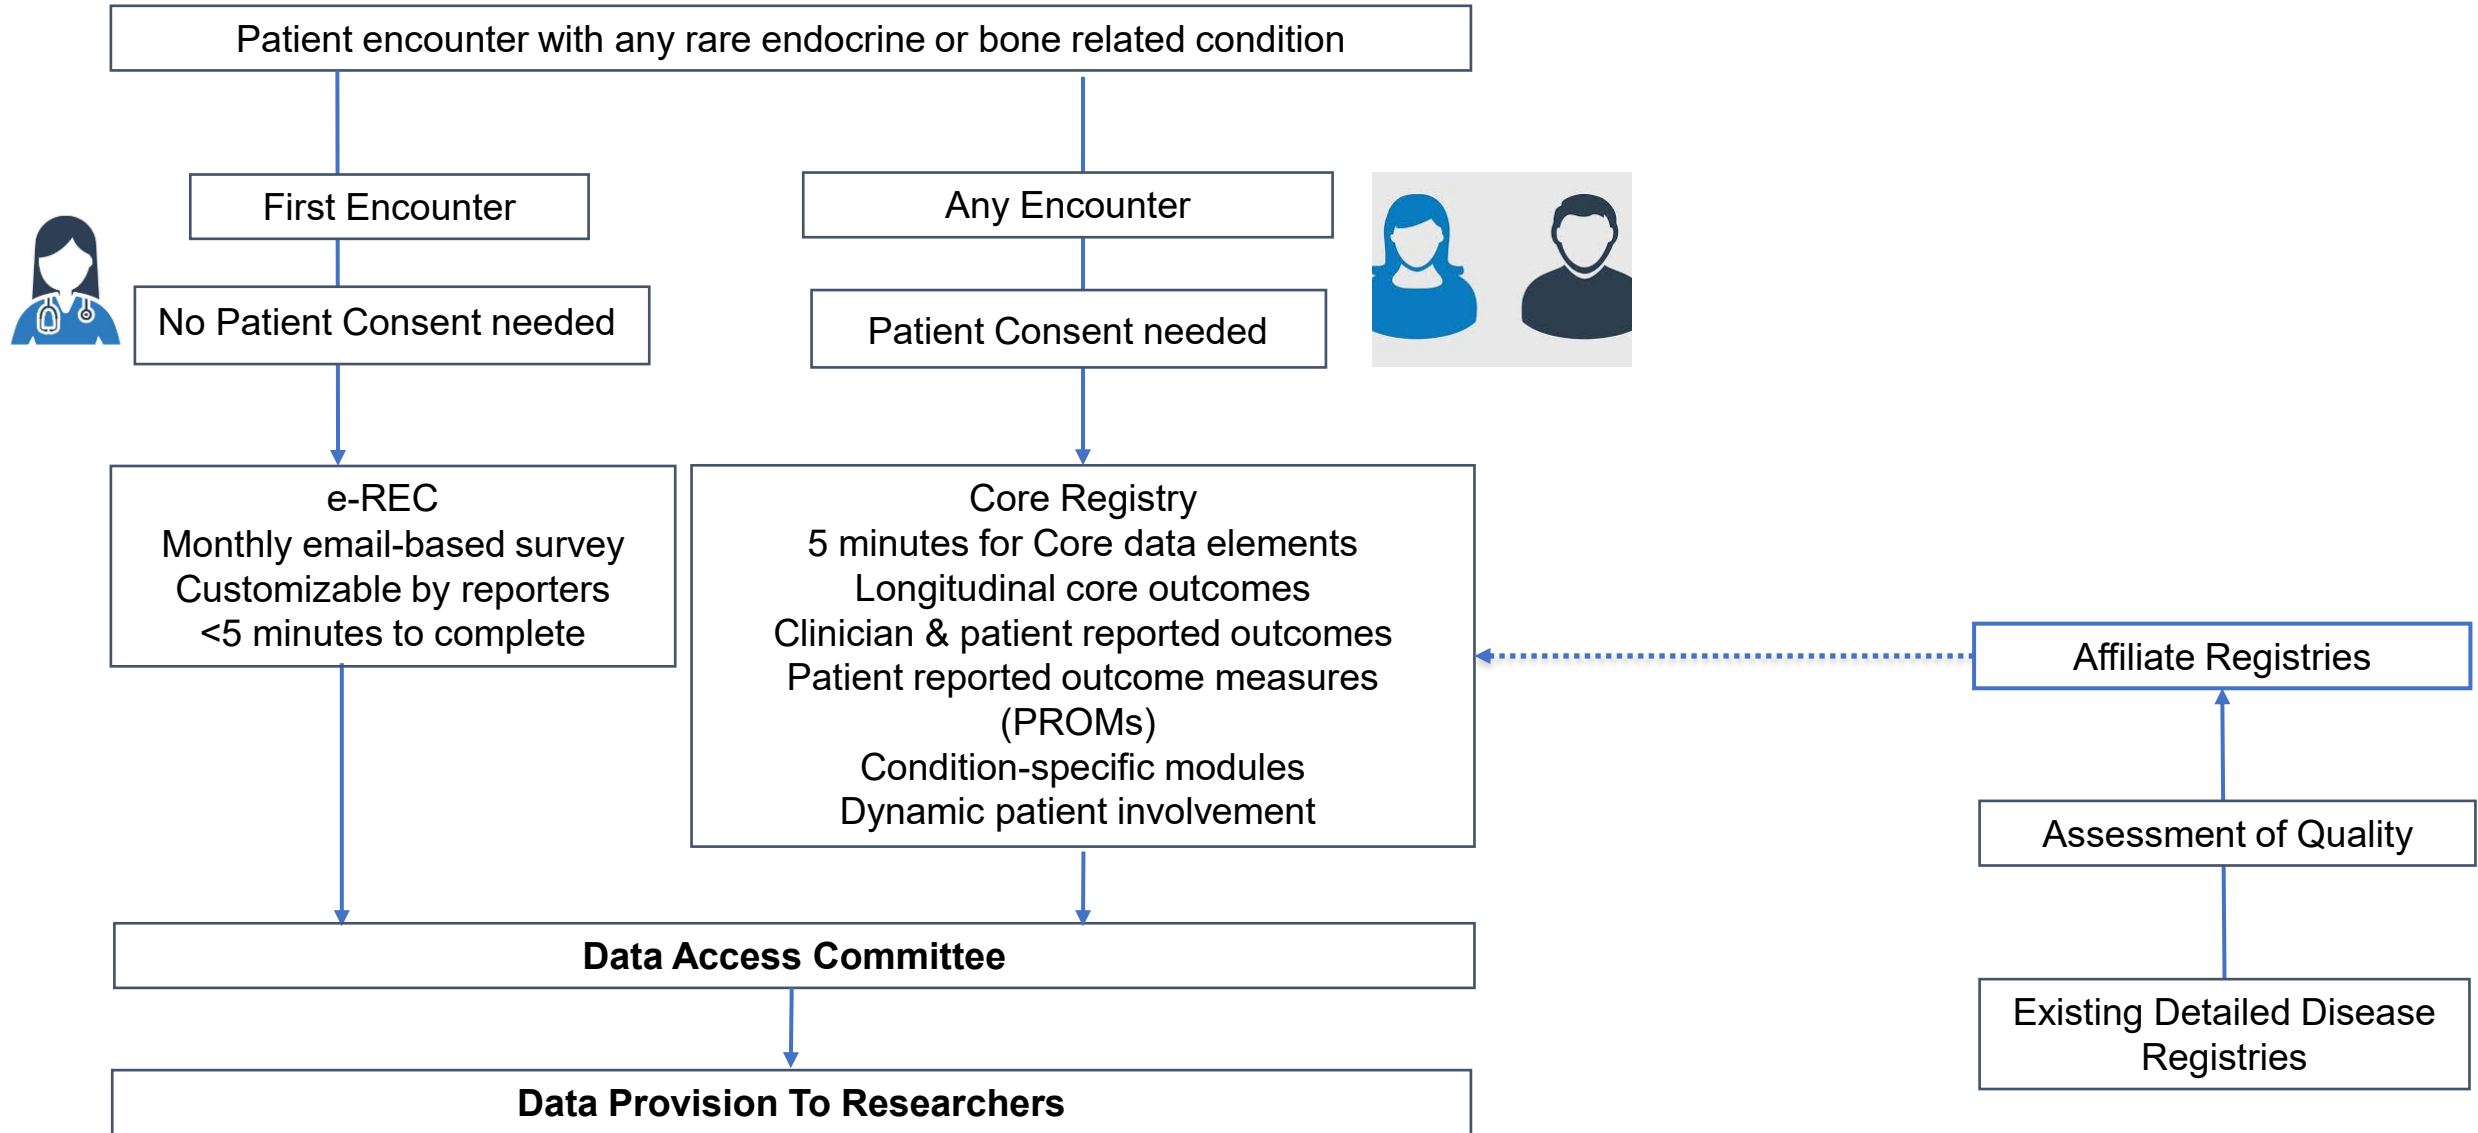 Patient encounter with any rare endocrine or bone related condition
First Encounter
Any Encounter
No Patient Consent needed
Patient Consent needed
e-REC
Monthly email-based survey
Customizable by reporters
<5 minutes to complete
Core Registry
5 minutes for Core data elements
Longitudinal core outcomes
Clinician & patient reported outcomes
Patient reported outcome measures
(PROMs)
Condition-specific modules
Dynamic patient involvement
Affiliate Registries
Assessment of Quality
Existing Detailed Disease
Registries
Data Access Committee
Data Provision To Researchers